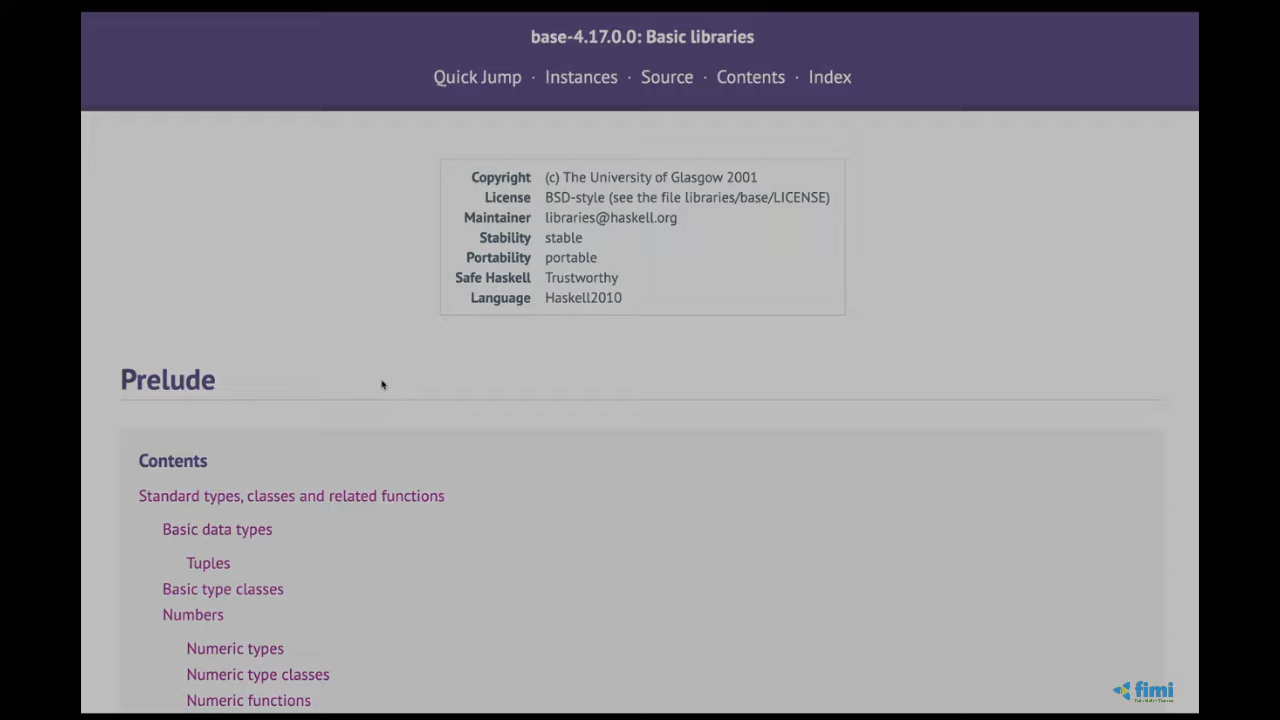 base-4.17.0.0: Basic libraries
Quick Jump · Instances · Source · Contents · Index
Copyright (c) The University of Glasgow 2001
License BSD-style (see the file libraries/base/LICENSE)
Maintainer libraries@haskell.org
Stability stable
Portability portable
Safe Haskell Trustworthy
Language Haskell2010
Prelude
Contents
Standard types, classes and related functions
Basic data types
Tuples
Basic type classes
Numbers
Numeric types
Numeric type classes
Numeric functions
fimi